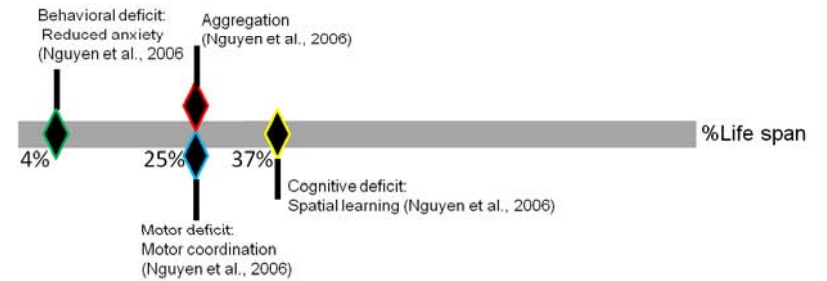 Behavioral deficit:
Reduced anxiety
(Nguyen et al., 2006
Aggregation
(Nguyen et al., 2006)
%Life span
4%
25%
37%
Cognitive deficit:
Spatial learning (Nguyen et al., 2006)
Motor deficit:
Motor coordination
(Nguyen et al., 2006)